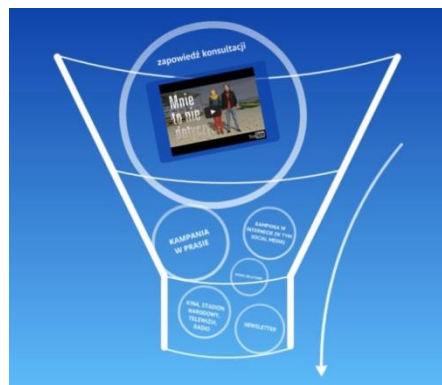 zapowiedź konsultacji
Mnie
to nie
dotyczy
KAMPANIA
W PRASIE
KAMPANIA W
INTERNECIE (W TYM
SOCIAL MEDIA)
KINA, STADION
NARODOWY,
TELEWIZJA,
RADIO
NEWSLETTER